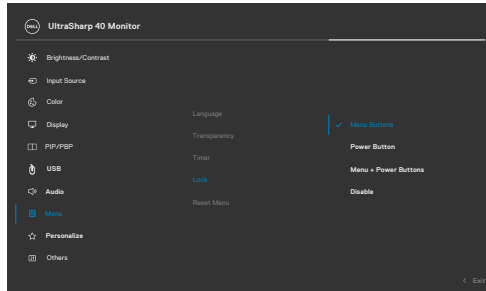 DELL UltraSharp 40 Monitor
Brightness/Contrast
Input Source
Color
Display
PIP/PBP
USB
Audio
Menu
Personalize
Others
Language
Transparency
Timer
Lock
Reset Menu
✓ Menu Buttons
Power Button
Menu + Power Buttons
Disable
< Exit